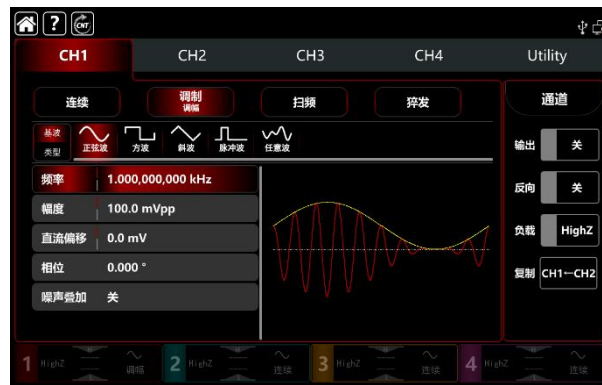 ? CNT
CH1 CH2 CH3 CH4 Utility
连续 调制 扫频 猝发 通道
调幅
基波 类型 正弦波 方波 斜波 脉冲波 任意波
输出 关
频率 1.000,000,000 kHz
反向 关
幅度 100.0 mVpp
负载 HighZ
直流偏移 0.0 mV
相位 0.000 °
复制 CH1←CH2
噪声叠加 关
1 HighZ 调幅 2 HighZ 连续 3 HighZ 连续 4 HighZ 连续